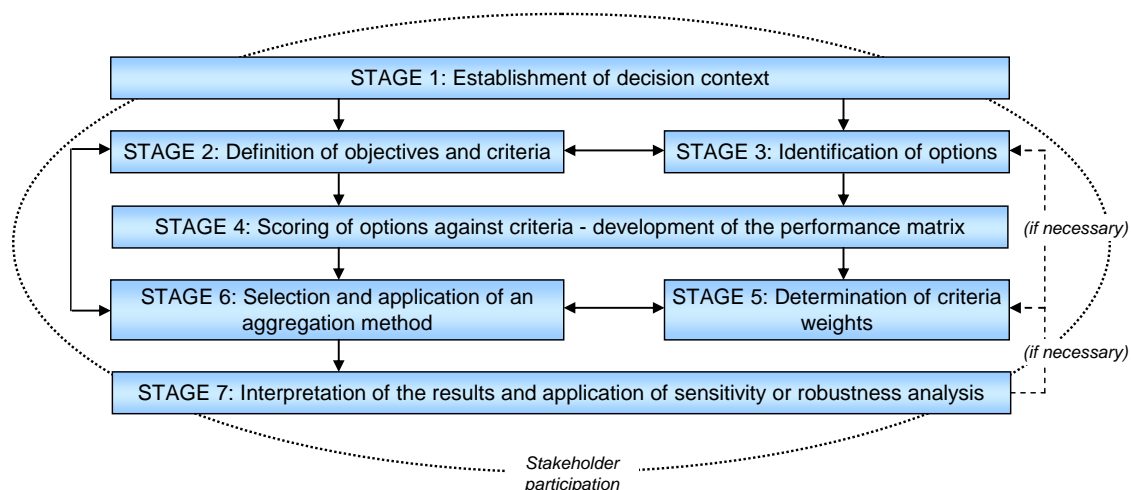 STAGE 1: Establishment of decision context
STAGE 2: Definition of objectives and criteria
STAGE 3: Identification of options
STAGE 4: Scoring of options against criteria - development of the performance matrix
(if necessary)
STAGE 6: Selection and application of an
aggregation method
STAGE 5: Determination of criteria
weights
(if necessary)
STAGE 7: Interpretation of the results and application of sensitivity or robustness analysis
Stakeholder
participation